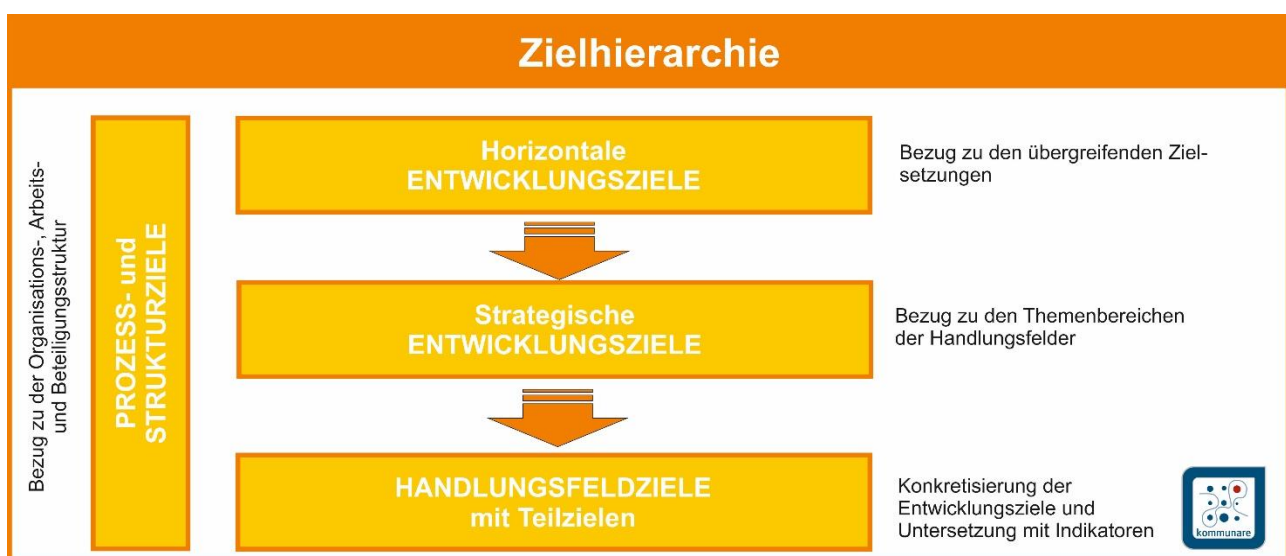 Zielhierarchie
Bezug zu der Organisations-, Arbeits-
und Beteiligungsstruktur
PROZESS- und
STRUKTURZIELE
Horizontale
ENTWICKLUNGSZIELE
Bezug zu den übergreifenden Ziel-
setzungen
Strategische
ENTWICKLUNGSZIELE
Bezug zu den Themenbereichen
der Handlungsfelder
HANDLUNGSFELDZIELE
mit Teilzielen
Konkretisierung der
Entwicklungsziele und
Untersetzung mit Indikatoren
kommunare